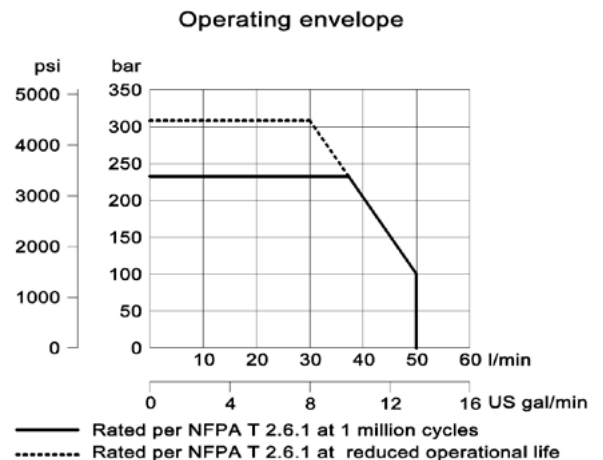 Operating envelope
psi bar
5000 350
4000 300
250
3000 200
2000 150
100
1000 50
0 0
10 20 30 40 50 60 l/min
0 4 8 12 16 US gal/min
Rated per NFPA T 2.6.1 at 1 million cycles
Rated per NFPA T 2.6.1 at reduced operational life